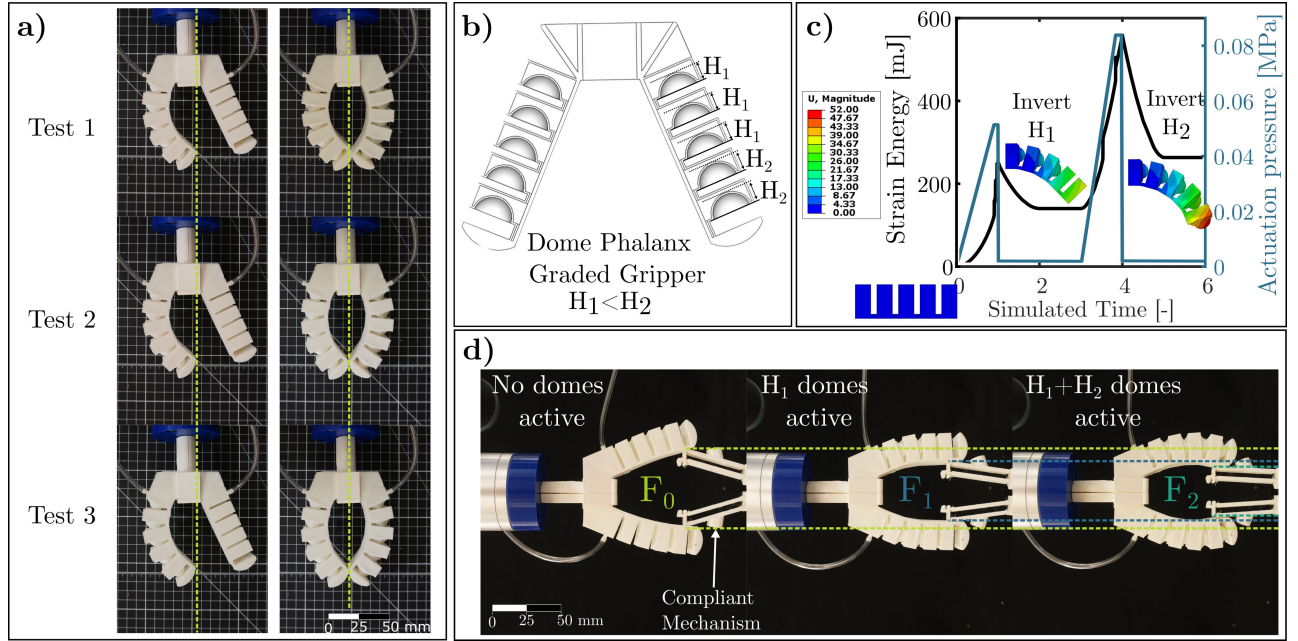 a)
Test 1
Test 2
Test 3
0 25 50 mm
b)
H1
H1
H1
H2
H2
Dome Phalanx
Graded Gripper
H1<H2
c)
U, Magnitude
52.00
47.67
43.33
39.00
34.67
30.33
26.00
21.67
17.33
13.00
8.67
4.33
0.00
Strain Energy [mJ]
600
400
200
0
Invert
H1
Invert
H2
0.08
0.06
0.04
0.02
0
Actuation pressure [MPa]
0 2 4 6
Simulated Time [-]
d)
No domes
active
H1 domes
active
H1+H2 domes
active
F0
F1
F2
Compliant
Mechanism
0 25 50 mm